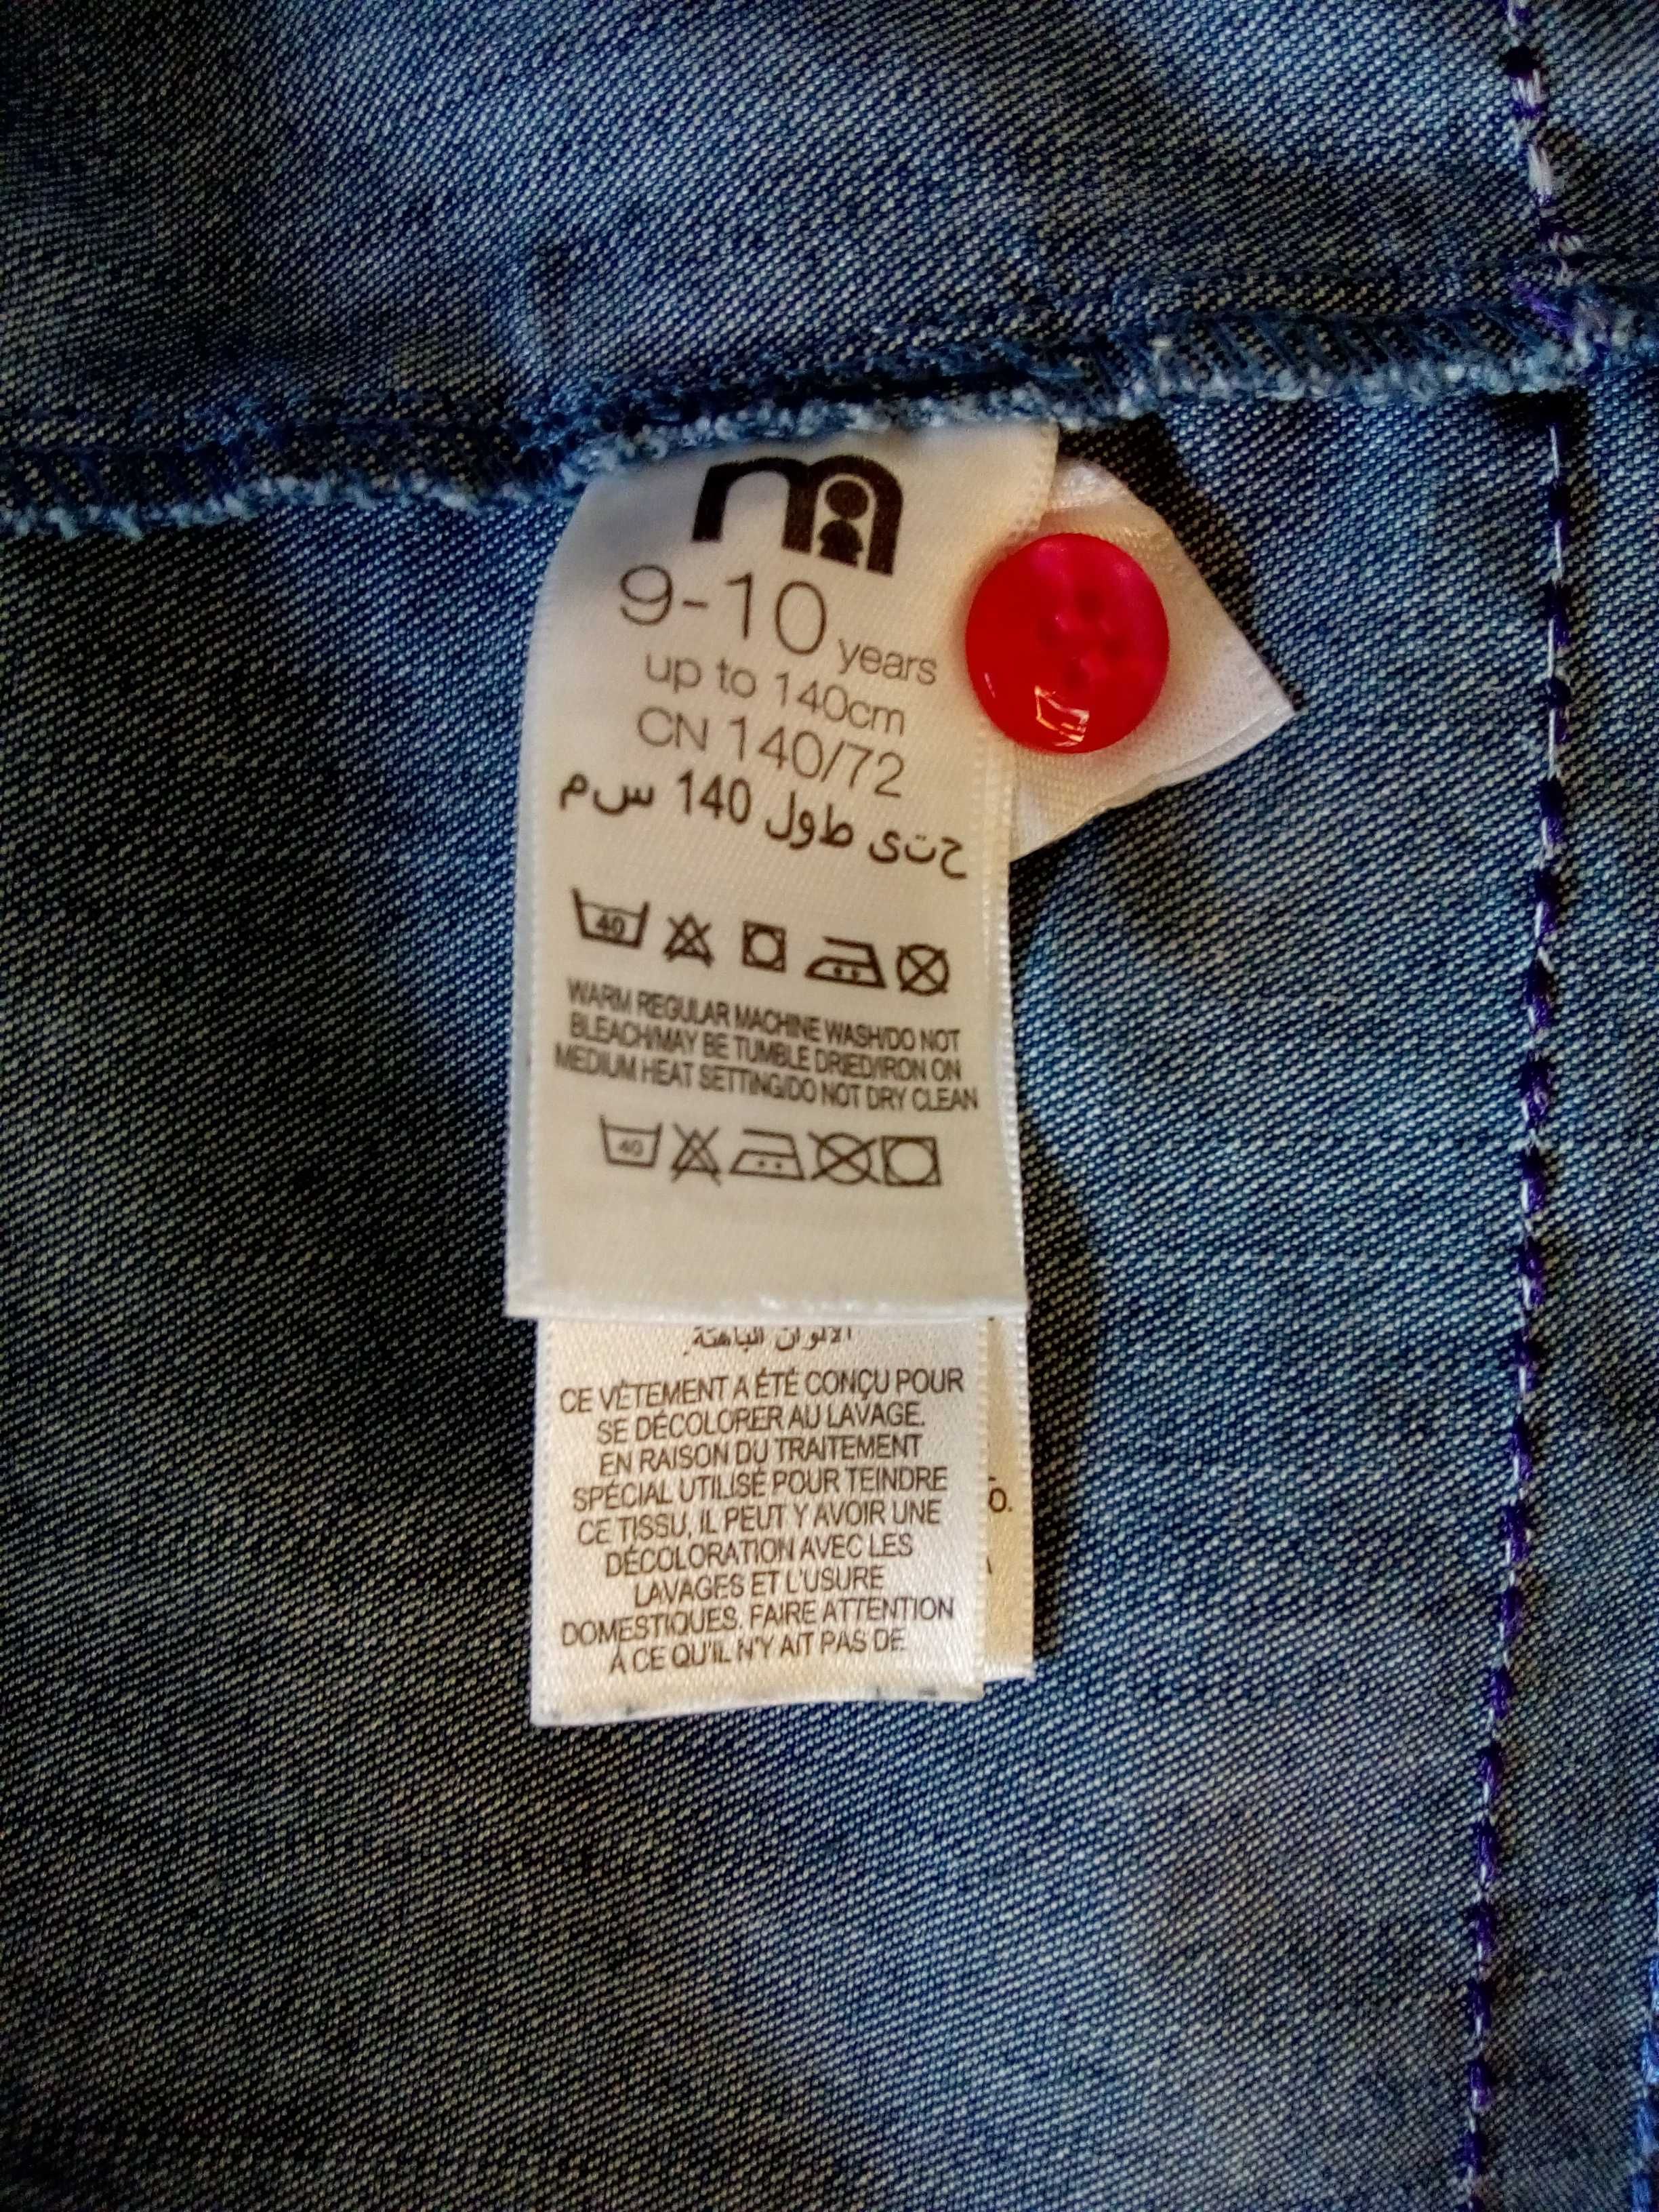 m
9-10 years
up to 140cm
CN 140/72
حتى طول 140 سم
40
WARM REGULAR MACHINE WASH/DO NOT
BLEACH/MAY BE TUMBLE DRIED/IRON ON
MEDIUM HEAT SETTING/DO NOT DRY CLEAN
40
الالوان الباهتة.
CE VÊTEMENT A ÉTÉ CONÇU POUR
SE DÉCOLORER AU LAVAGE.
EN RAISON DU TRAITEMENT
SPÉCIAL UTILISÉ POUR TEINDRE
CE TISSU, IL PEUT Y AVOIR UNE
DÉCOLORATION AVEC LES
LAVAGES ET L'USURE
DOMESTIQUES. FAIRE ATTENTION
À CE QU'IL N'Y AIT PAS DE